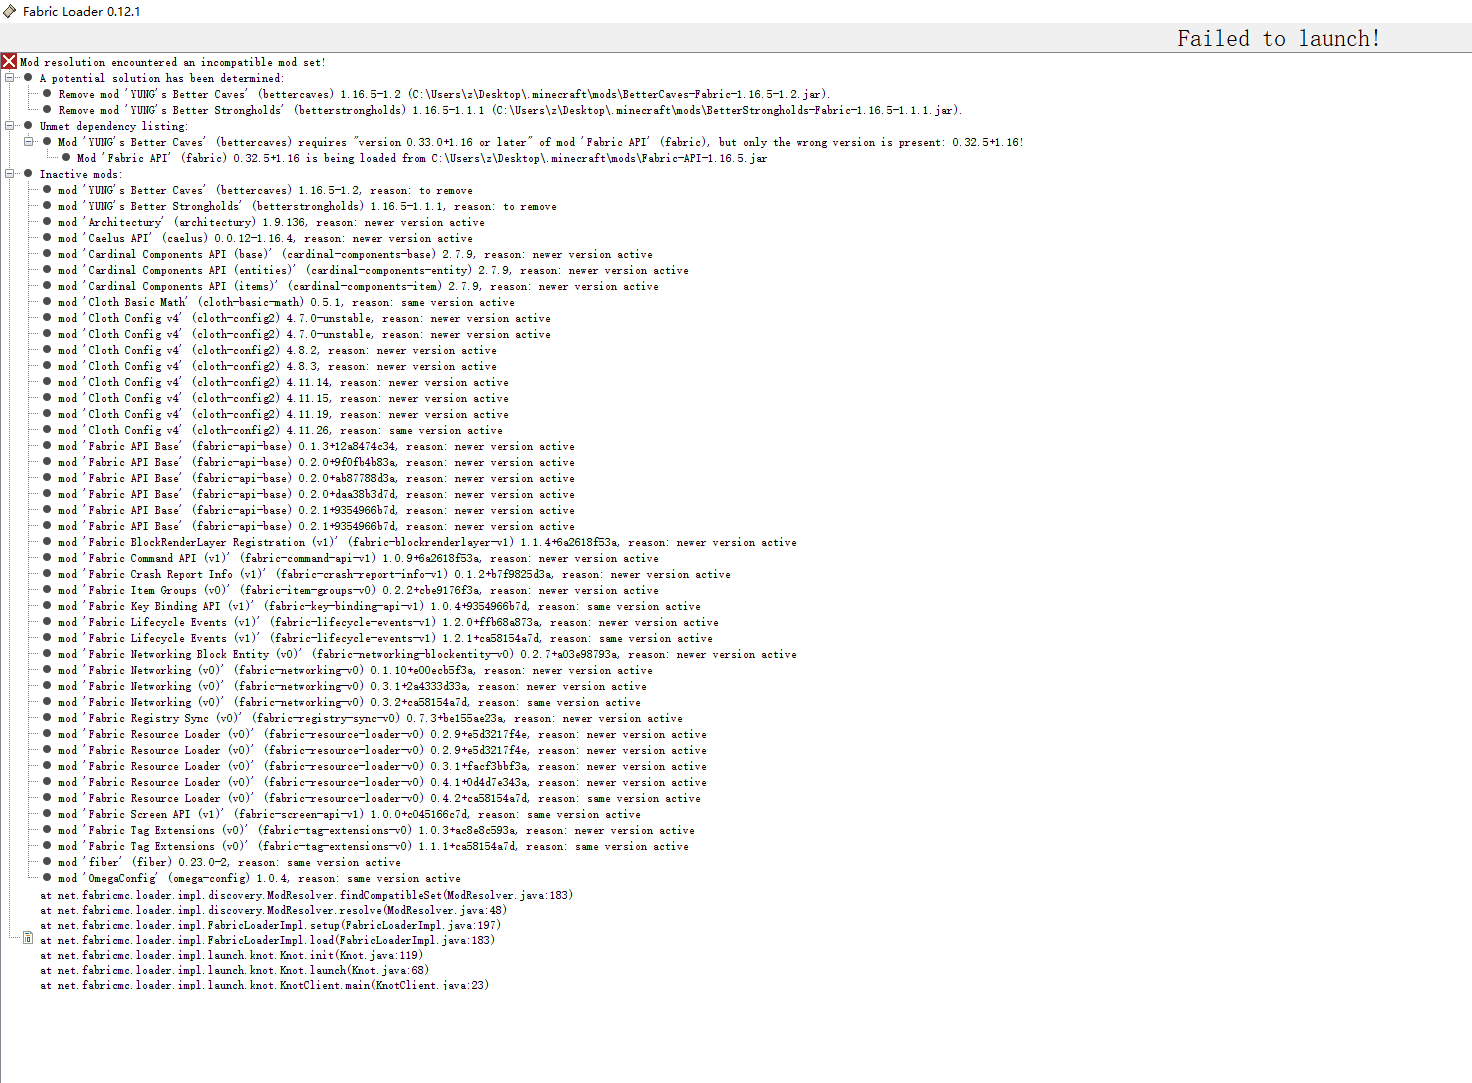 Fabric Loader 0.12.1
Failed to launch!
Mod resolution encountered an incompatible mod set!
A potential solution has been determined:
Remove mod 'YUNG's Better Caves' (bettercaves) 1.16.5-1.2 (C:\Users\z\Desktop\.minecraft\mods\BetterCaves-Fabric-1.16.5-1.2.jar).
Remove mod 'YUNG's Better Strongholds' (betterstrongholds) 1.16.5-1.1.1 (C:\Users\z\Desktop\.minecraft\mods\BetterStrongholds-Fabric-1.16.5-1.1.1.jar).
Unmet dependency listing:
Mod 'YUNG's Better Caves' (bettercaves) requires "version 0.33.0+1.16 or later" of mod 'Fabric API' (fabric), but only the wrong version is present: 0.32.5+1.16!
Mod 'Fabric API' (fabric) 0.32.5+1.16 is being loaded from C:\Users\z\Desktop\.minecraft\mods\Fabric-API-1.16.5.jar
Inactive mods:
mod 'YUNG's Better Caves' (bettercaves) 1.16.5-1.2, reason: to remove
mod 'YUNG's Better Strongholds' (betterstrongholds) 1.16.5-1.1.1, reason: to remove
mod 'Architectury' (architectury) 1.9.136, reason: newer version active
mod 'Caelus API' (caelus) 0.0.12-1.16.4, reason: newer version active
mod 'Cardinal Components API (base)' (cardinal-components-base) 2.7.9, reason: newer version active
mod 'Cardinal Components API (entities)' (cardinal-components-entity) 2.7.9, reason: newer version active
mod 'Cardinal Components API (items)' (cardinal-components-item) 2.7.9, reason: newer version active
mod 'Cloth Basic Math' (cloth-basic-math) 0.5.1, reason: same version active
mod 'Cloth Config v4' (cloth-config2) 4.7.0-unstable, reason: newer version active
mod 'Cloth Config v4' (cloth-config2) 4.7.0-unstable, reason: newer version active
mod 'Cloth Config v4' (cloth-config2) 4.8.2, reason: newer version active
mod 'Cloth Config v4' (cloth-config2) 4.8.3, reason: newer version active
mod 'Cloth Config v4' (cloth-config2) 4.11.14, reason: newer version active
mod 'Cloth Config v4' (cloth-config2) 4.11.15, reason: newer version active
mod 'Cloth Config v4' (cloth-config2) 4.11.19, reason: newer version active
mod 'Cloth Config v4' (cloth-config2) 4.11.26, reason: same version active
mod 'Fabric API Base' (fabric-api-base) 0.1.3+12a8474c34, reason: newer version active
mod 'Fabric API Base' (fabric-api-base) 0.2.0+9f0fb4b83a, reason: newer version active
mod 'Fabric API Base' (fabric-api-base) 0.2.0+ab87788d3a, reason: newer version active
mod 'Fabric API Base' (fabric-api-base) 0.2.0+daa38b3d7d, reason: newer version active
mod 'Fabric API Base' (fabric-api-base) 0.2.1+9354966b7d, reason: newer version active
mod 'Fabric API Base' (fabric-api-base) 0.2.1+9354966b7d, reason: newer version active
mod 'Fabric BlockRenderLayer Registration (v1)' (fabric-blockrenderlayer-v1) 1.1.4+6a2618f53a, reason: newer version active
mod 'Fabric Command API (v1)' (fabric-command-api-v1) 1.0.9+6a2618f53a, reason: newer version active
mod 'Fabric Crash Report Info (v1)' (fabric-crash-report-info-v1) 0.1.2+b7f9825d3a, reason: newer version active
mod 'Fabric Item Groups (v0)' (fabric-item-groups-v0) 0.2.2+cbe9176f3a, reason: newer version active
mod 'Fabric Key Binding API (v1)' (fabric-key-binding-api-v1) 1.0.4+9354966b7d, reason: same version active
mod 'Fabric Lifecycle Events (v1)' (fabric-lifecycle-events-v1) 1.2.0+ffb68a873a, reason: newer version active
mod 'Fabric Lifecycle Events (v1)' (fabric-lifecycle-events-v1) 1.2.1+ca58154a7d, reason: same version active
mod 'Fabric Networking Block Entity (v0)' (fabric-networking-blockentity-v0) 0.2.7+a03e98793a, reason: newer version active
mod 'Fabric Networking (v0)' (fabric-networking-v0) 0.1.10+e00ecb5f3a, reason: newer version active
mod 'Fabric Networking (v0)' (fabric-networking-v0) 0.3.1+2a4333d33a, reason: newer version active
mod 'Fabric Networking (v0)' (fabric-networking-v0) 0.3.2+ca58154a7d, reason: same version active
mod 'Fabric Registry Sync (v0)' (fabric-registry-sync-v0) 0.7.3+be155ae23a, reason: newer version active
mod 'Fabric Resource Loader (v0)' (fabric-resource-loader-v0) 0.2.9+e5d3217f4e, reason: newer version active
mod 'Fabric Resource Loader (v0)' (fabric-resource-loader-v0) 0.2.9+e5d3217f4e, reason: newer version active
mod 'Fabric Resource Loader (v0)' (fabric-resource-loader-v0) 0.3.1+facf3bbf3a, reason: newer version active
mod 'Fabric Resource Loader (v0)' (fabric-resource-loader-v0) 0.4.1+0d4d7e343a, reason: newer version active
mod 'Fabric Resource Loader (v0)' (fabric-resource-loader-v0) 0.4.2+ca58154a7d, reason: same version active
mod 'Fabric Screen API (v1)' (fabric-screen-api-v1) 1.0.0+c045166c7d, reason: same version active
mod 'Fabric Tag Extensions (v0)' (fabric-tag-extensions-v0) 1.0.3+ac8e8c593a, reason: newer version active
mod 'Fabric Tag Extensions (v0)' (fabric-tag-extensions-v0) 1.1.1+ca58154a7d, reason: same version active
mod 'fiber' (fiber) 0.23.0-2, reason: same version active
mod 'OmegaConfig' (omega-config) 1.0.4, reason: same version active
at net.fabricmc.loader.impl.discovery.ModResolver.findCompatibleSet(ModResolver.java:183)
at net.fabricmc.loader.impl.discovery.ModResolver.resolve(ModResolver.java:48)
at net.fabricmc.loader.impl.FabricLoaderImpl.setup(FabricLoaderImpl.java:197)
at net.fabricmc.loader.impl.FabricLoaderImpl.load(FabricLoaderImpl.java:183)
at net.fabricmc.loader.impl.launch.knot.Knot.init(Knot.java:119)
at net.fabricmc.loader.impl.launch.knot.Knot.launch(Knot.java:68)
at net.fabricmc.loader.impl.launch.knot.KnotClient.main(KnotClient.java:23)